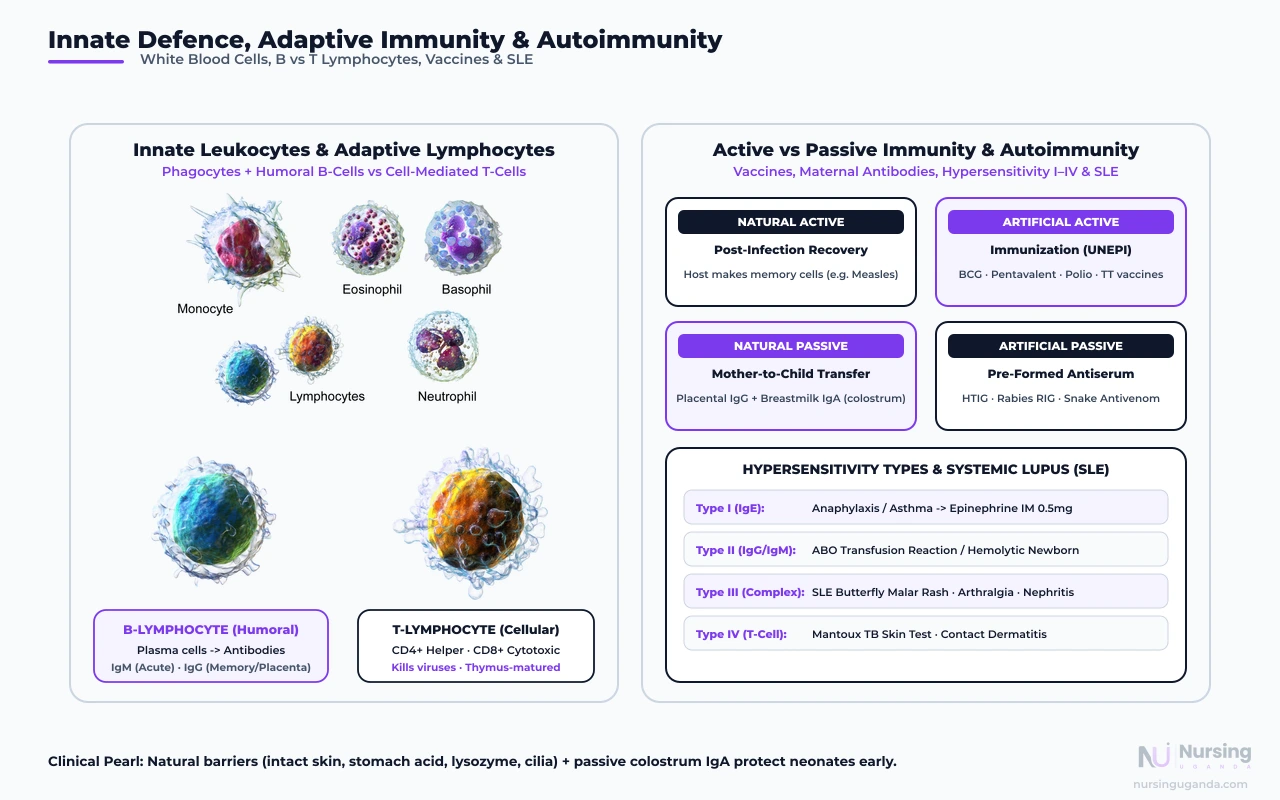 Innate Defence, Adaptive Immunity & Autoimmunity
White Blood Cells, B vs T Lymphocytes, Vaccines & SLE
Innate Leukocytes & Adaptive Lymphocytes
Phagocytes + Humoral B-Cells vs Cell-Mediated T-Cells
Monocyte
Eosinophil
Basophil
Lymphocytes
Neutrophil
B-LYMPHOCYTE (Humoral)
Plasma cells -> Antibodies
IgM (Acute) · IgG (Memory/Placenta)
T-LYMPHOCYTE (Cellular)
CD4+ Helper · CD8+ Cytotoxic
Kills viruses · Thymus-matured
Active vs Passive Immunity & Autoimmunity
Vaccines, Maternal Antibodies, Hypersensitivity I–IV & SLE
NATURAL ACTIVE
Post-Infection Recovery
Host makes memory cells (e.g. Measles)
ARTIFICIAL ACTIVE
Immunization (UNEPI)
BCG · Pentavalent · Polio · TT vaccines
NATURAL PASSIVE
Mother-to-Child Transfer
Placental IgG + Breastmilk IgA (colostrum)
ARTIFICIAL PASSIVE
Pre-Formed Antiserum
HTIG · Rabies RIG · Snake Antivenom
HYPERSENSITIVITY TYPES & SYSTEMIC LUPUS (SLE)
Type I (IgE): Anaphylaxis / Asthma -> Epinephrine IM 0.5mg
Type II (IgG/IgM): ABO Transfusion Reaction / Hemolytic Newborn
Type III (Complex): SLE Butterfly Malar Rash · Arthralgia · Nephritis
Type IV (T-Cell): Mantoux TB Skin Test · Contact Dermatitis
Clinical Pearl: Natural barriers (intact skin, stomach acid, lysozyme, cilia) + passive colostrum IgA protect neonates early.
NU Nursing
UGANDA
nursinguganda.com